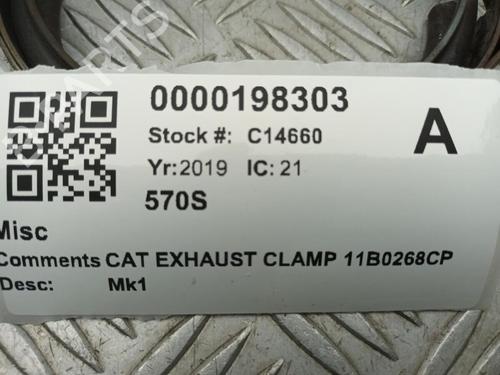 0000198303
A
Stock #: C14660
Yr:2019 IC: 21
570S
Misc
Comments CAT EXHAUST CLAMP 11B0268CP
Desc: Mk1